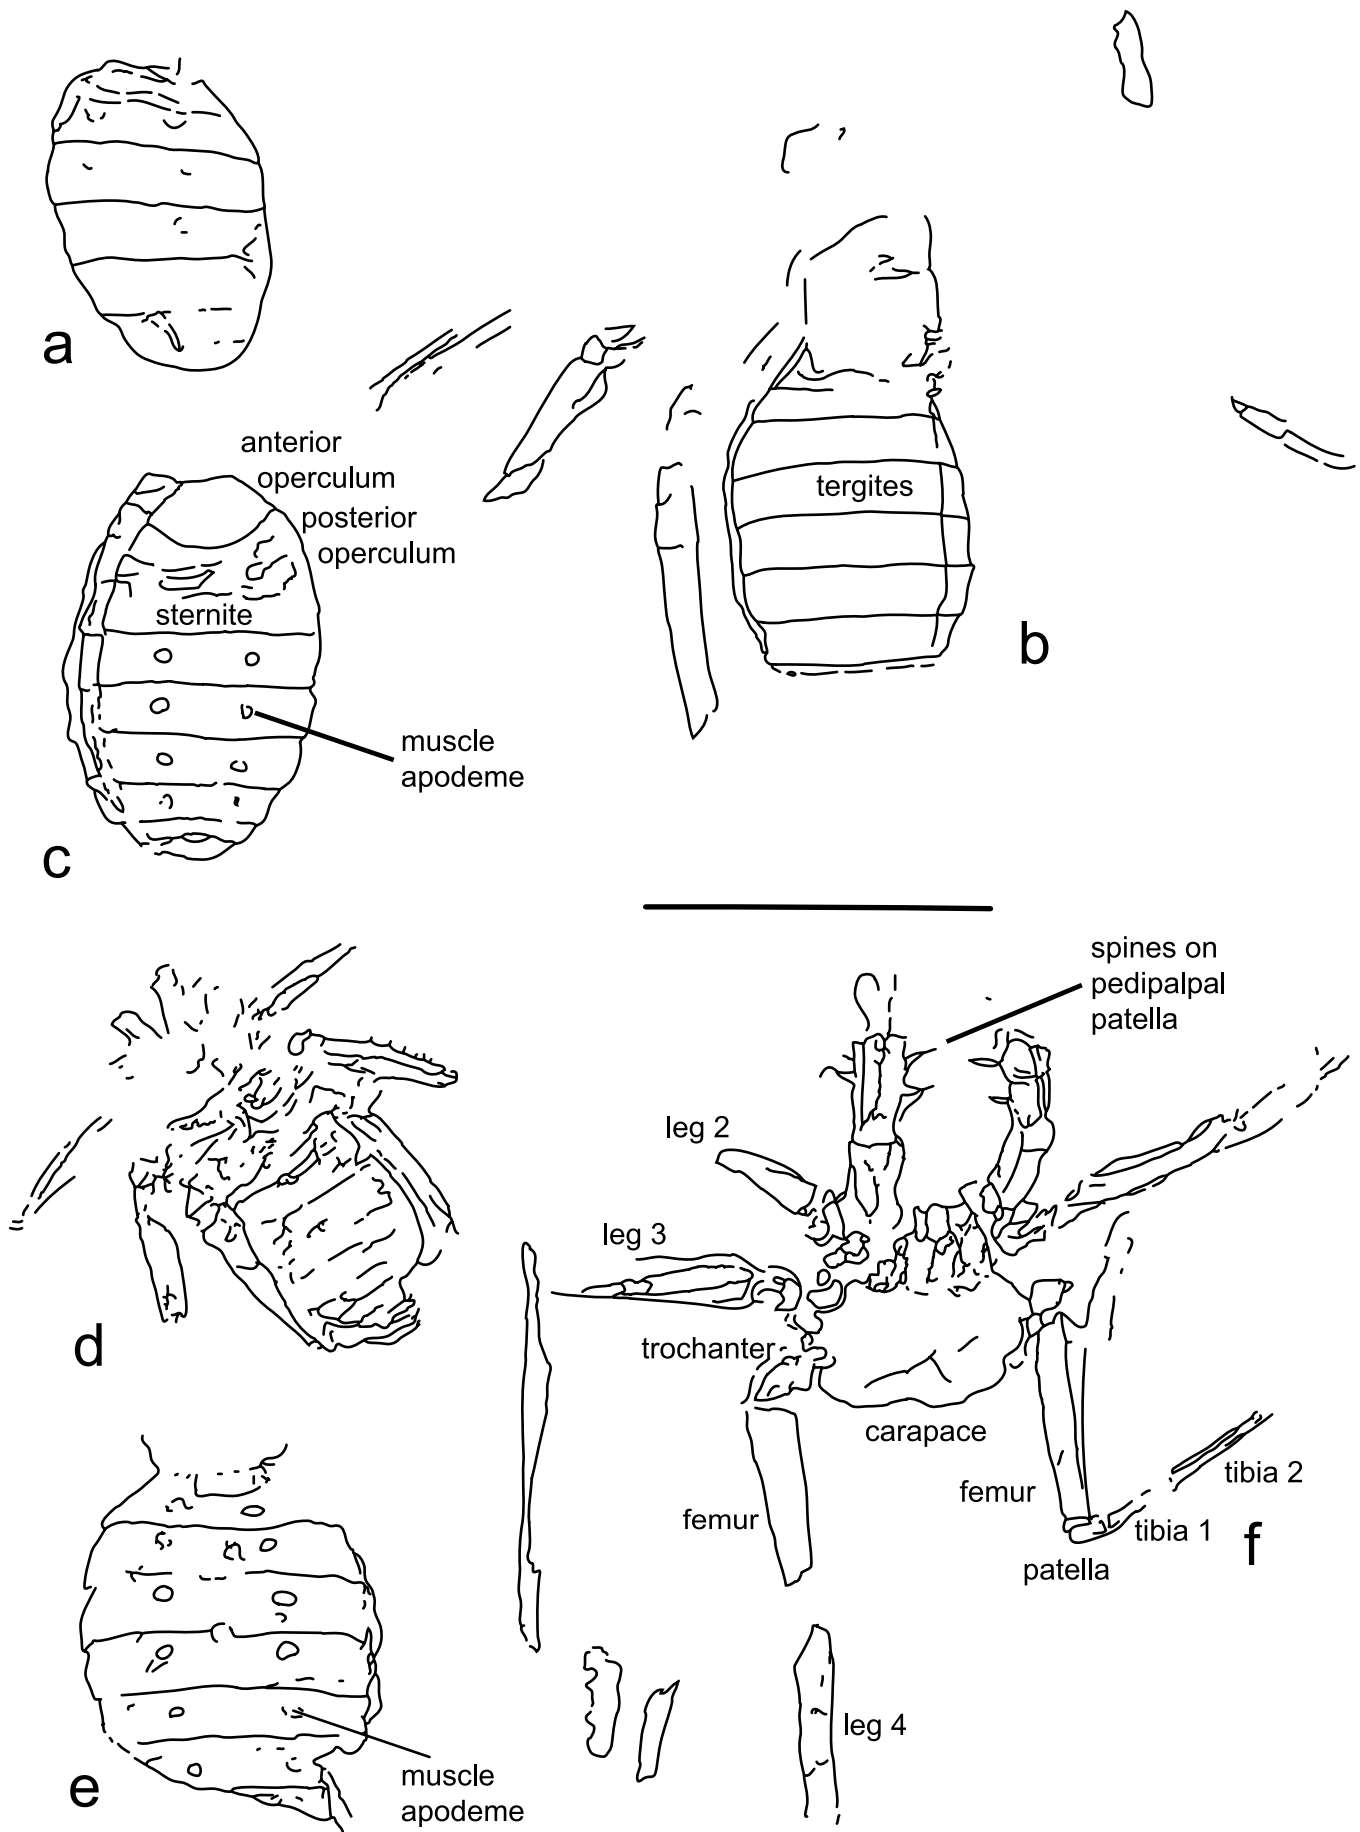 a
anterior
operculum
posterior
operculum
tergites
b
sternite
muscle
apodeme
c
spines on
pedipalpal
patella
leg 2
leg 3
d
trochanter
carapace
femur
femur
tibia 2
tibia 1
f
patella
leg 4
e
muscle
apodeme